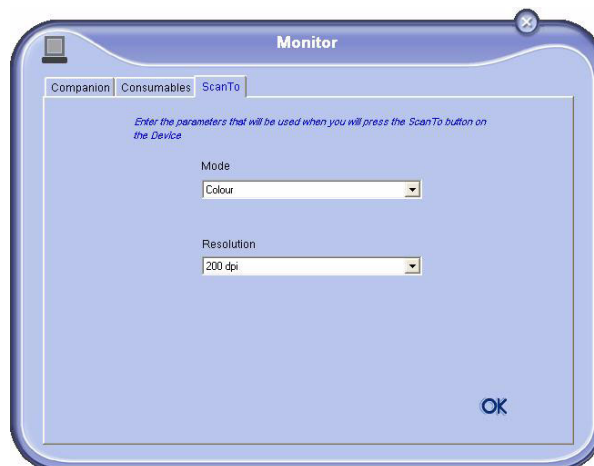 Monitor
Companion Consumables ScanTo
Enter the parameters that will be used when you will press the ScanTo button on
the Device
Mode
Colour
Resolution
200 dpi
OK